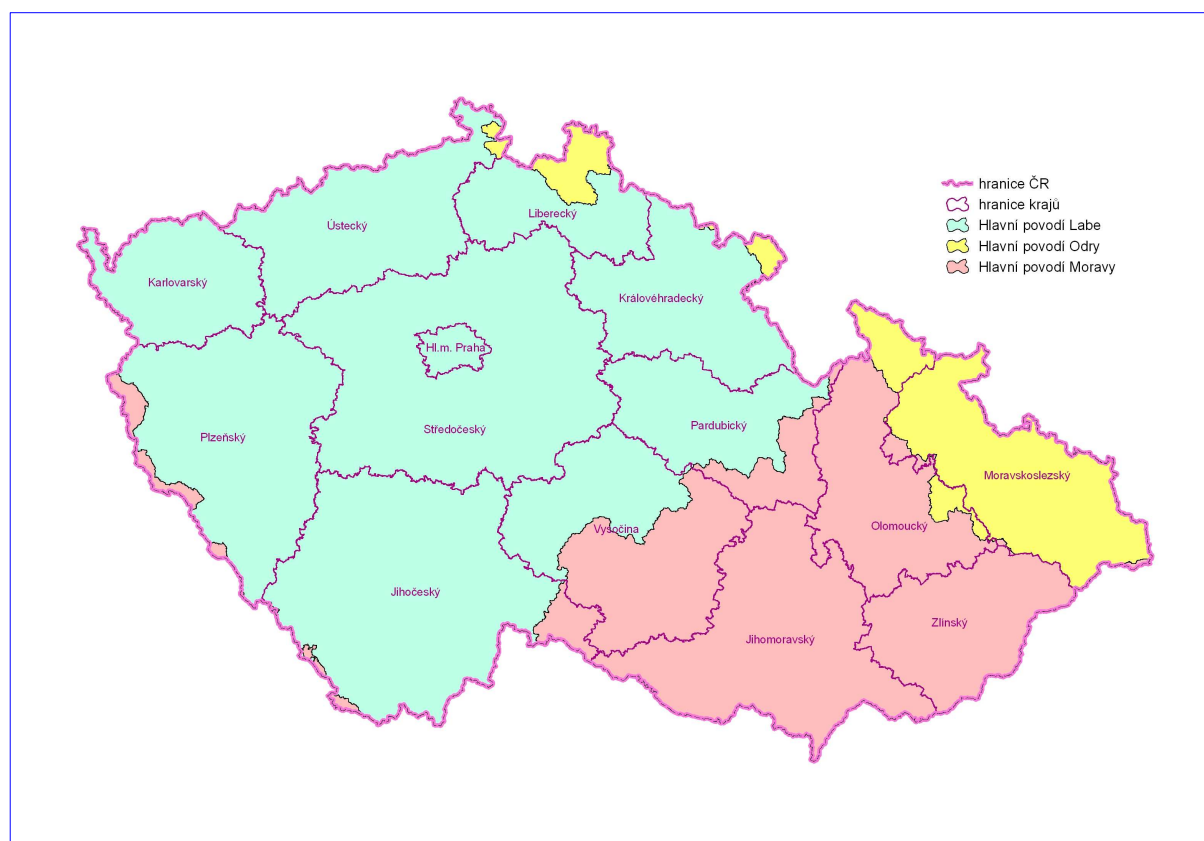 hranice ČR
hranice krajů
Hlavní povodí Labe
Hlavní povodí Odry
Hlavní povodí Moravy
Liberecký
Ústecký
Karlovarský
Královéhradecký
Hl.m. Praha
Středočeský
Pardubický
Plzeňský
Moravskoslezský
Olomoucký
Vysočina
Jihočeský
Zlínský
Jihomoravský